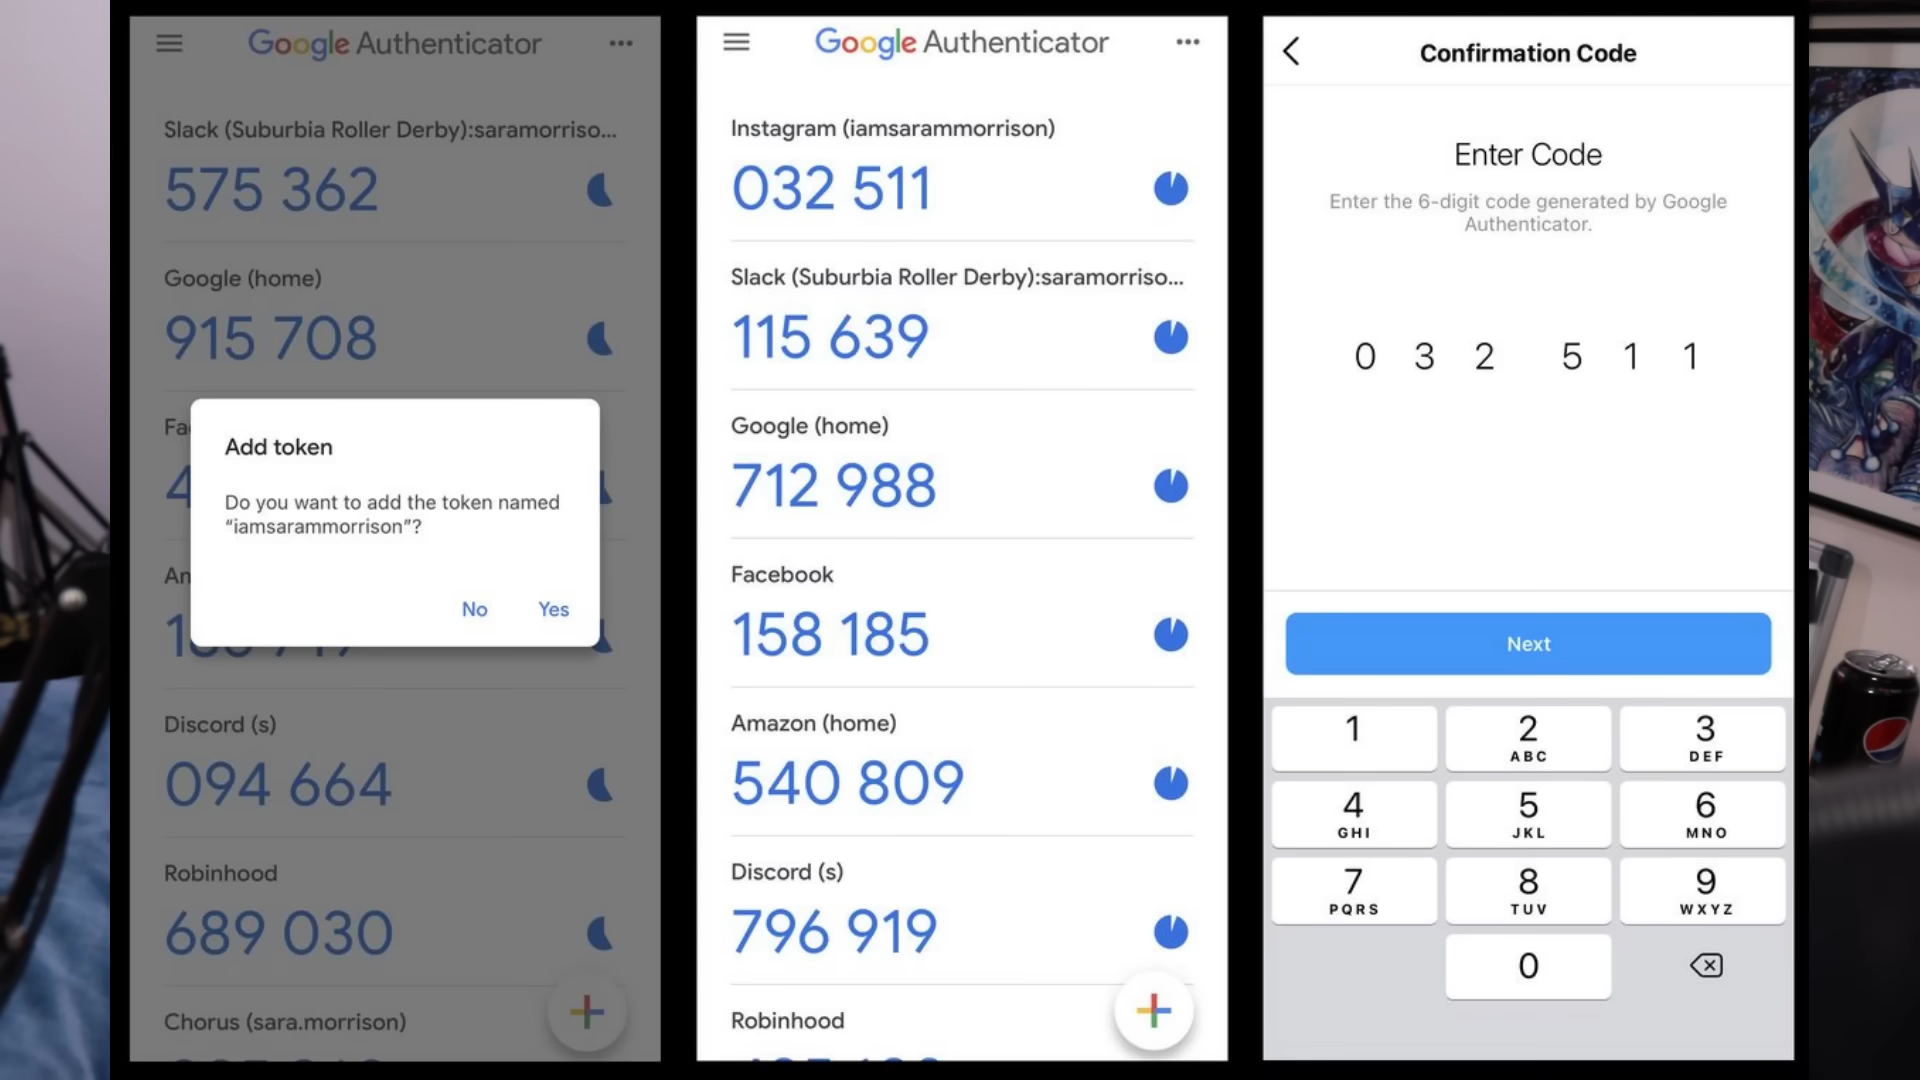 Google Authenticator
Slack (Suburbia Roller Derby):saramorriso...
575 362
Google (home)
915 708
Add token
Do you want to add the token named
“iamsarammorrison”?
No Yes
Discord (s)
094 664
Robinhood
689 030
Chorus (sara.morrison)
Google Authenticator
Instagram (iamsarammorrison)
032 511
Slack (Suburbia Roller Derby):saramorriso...
115 639
Google (home)
712 988
Facebook
158 185
Amazon (home)
540 809
Discord (s)
796 919
Robinhood
Confirmation Code
Enter Code
Enter the 6-digit code generated by Google
Authenticator.
0 3 2 5 1 1
Next
1 2 3
ABC DEF
4 5 6
GHI JKL MNO
7 8 9
PQRS TUV WXYZ
0